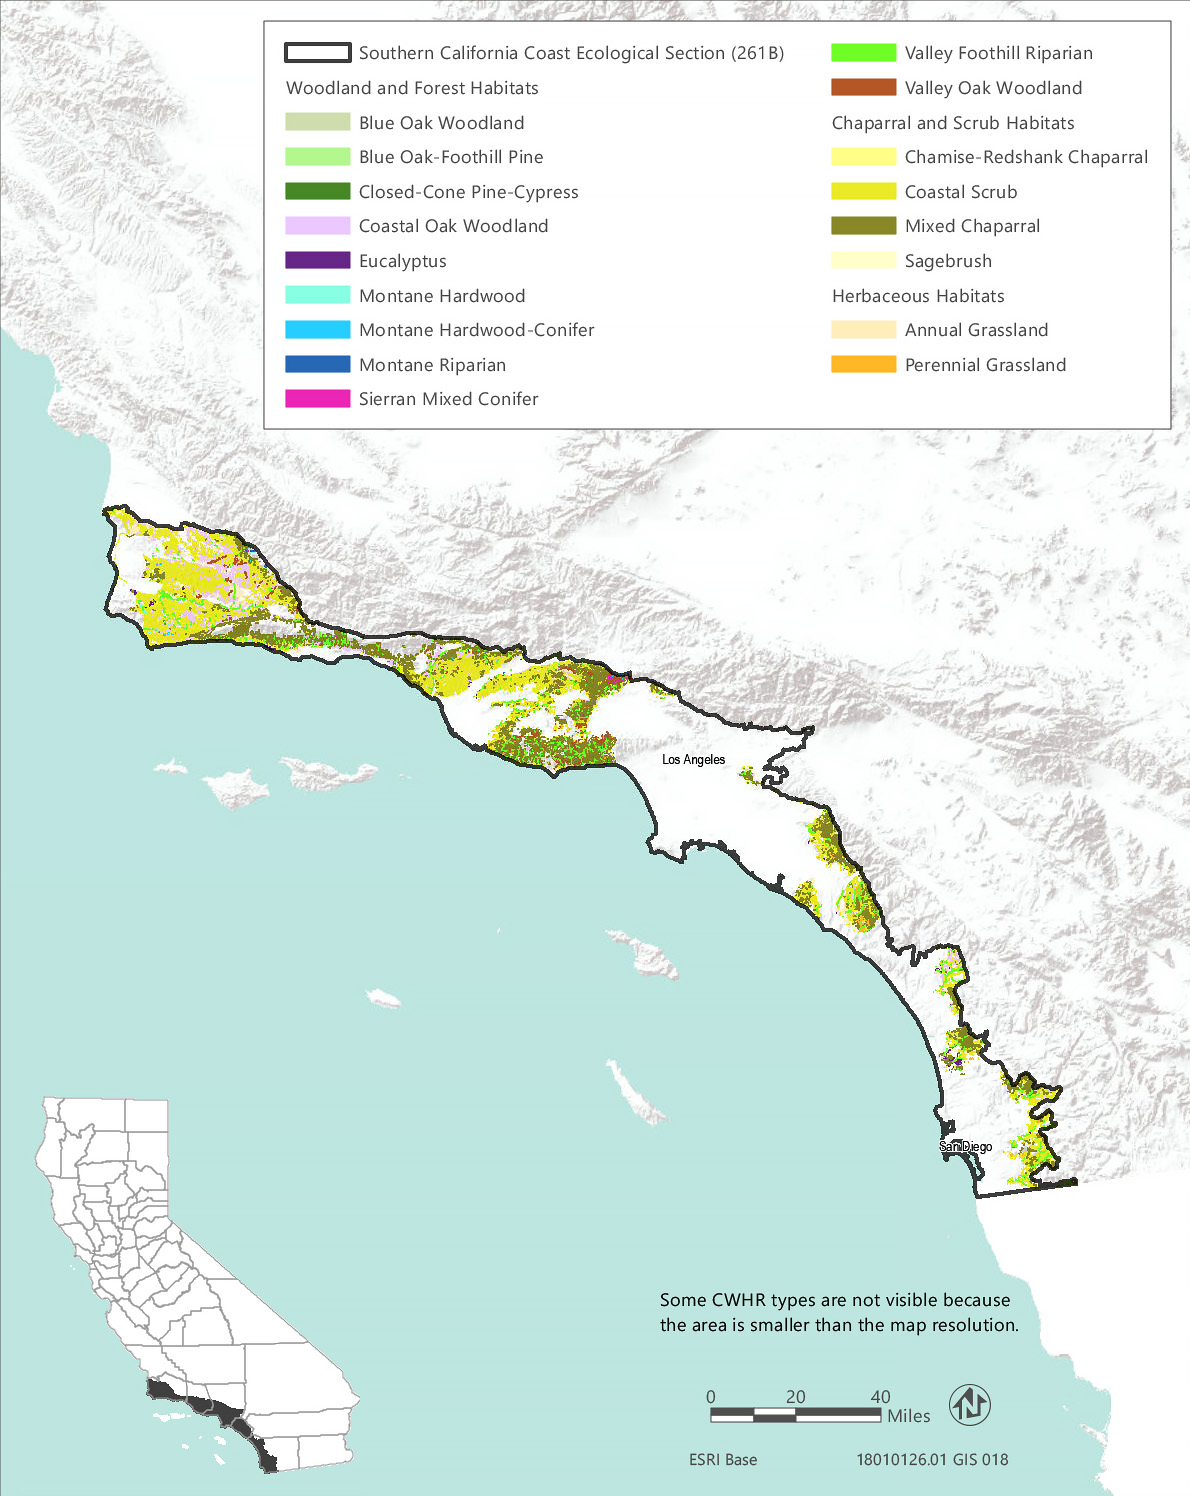 Southern California Coast Ecological Section (261B)
Woodland and Forest Habitats
Blue Oak Woodland
Blue Oak-Foothill Pine
Closed-Cone Pine-Cypress
Coastal Oak Woodland
Eucalyptus
Montane Hardwood
Montane Hardwood-Conifer
Montane Riparian
Sierran Mixed Conifer
Valley Foothill Riparian
Valley Oak Woodland
Chaparral and Scrub Habitats
Chamise-Redshank Chaparral
Coastal Scrub
Mixed Chaparral
Sagebrush
Herbaceous Habitats
Annual Grassland
Perennial Grassland
Los Angeles
San Diego
Some CWHR types are not visible because
the area is smaller than the map resolution.
0 20 40
Miles
N
ESRI Base 18010126.01 GIS 018